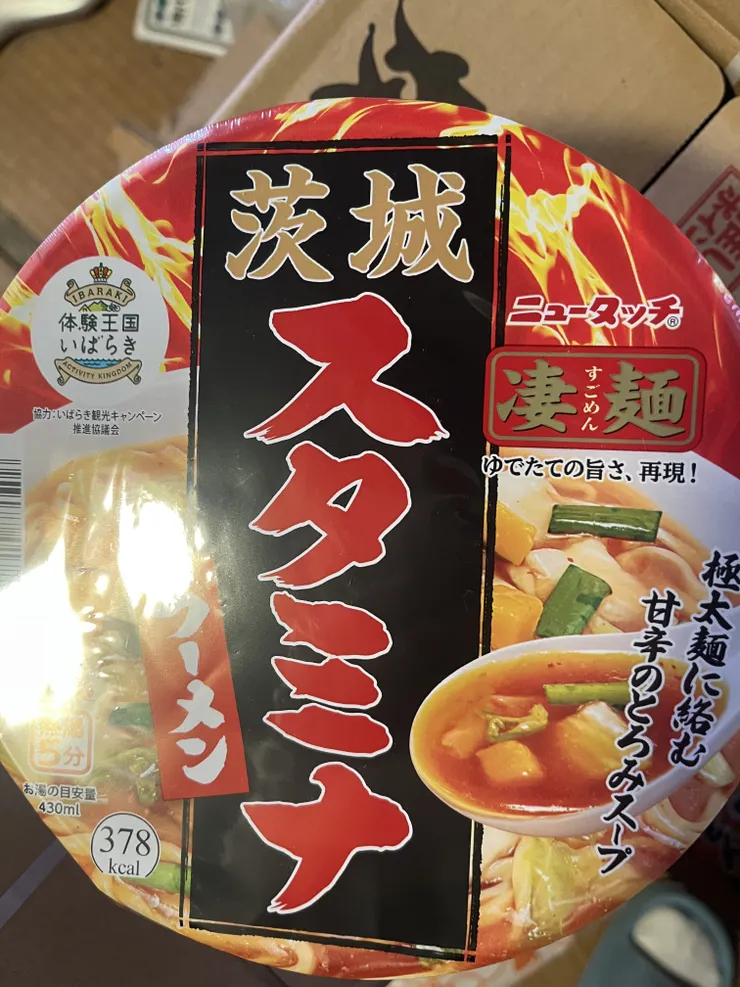 茨城
スタミナ
ラーメン
IBARAKI
体験王国
いばらき
ACTIVITY KINGDOM
協力:いばらき観光キャンペーン
推進協議会
ニュータッチ®
凄麺
すごめん
ゆでたての旨さ、再現!
極太麺に絡む
甘辛のとろみスープ
熱湯
5分
お湯の目安量
430ml
378
kcal